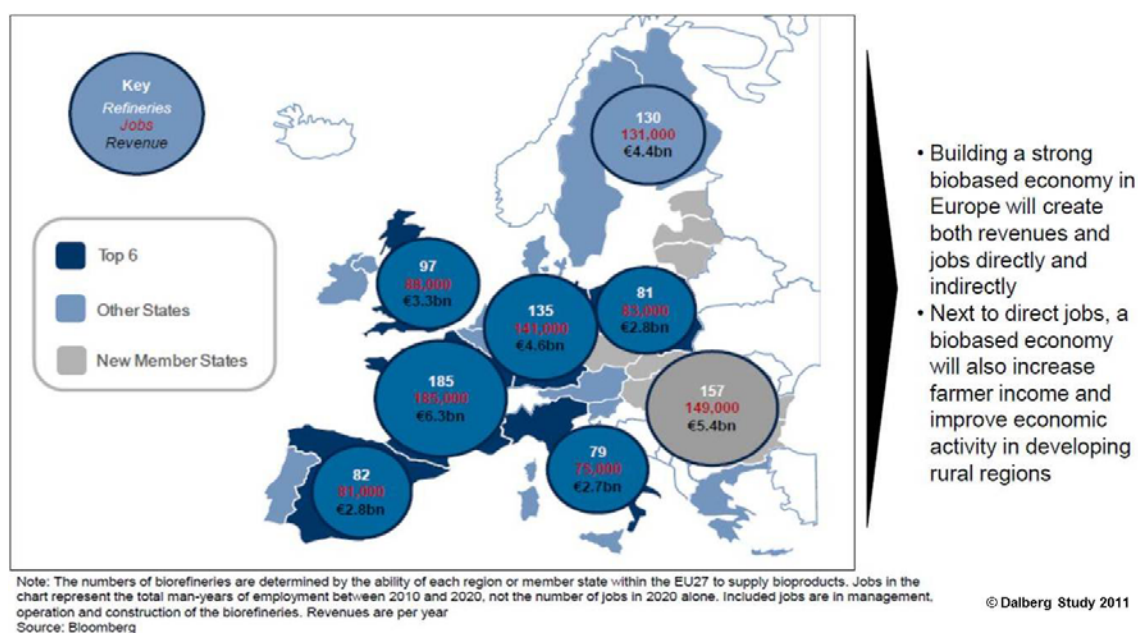 Key
Refineries
Jobs
Revenue
Top 6
Other States
New Member States
130
131,000
€4.4bn
97
€3.3bn
135
141,000
€4.6bn
81
83,000
€2.8bn
185
185,000
€6.3bn
157
149,000
€5.4bn
82
81,000
€2.8bn
79
75,000
€2.7bn
• Building a strong
biobased economy in
Europe will create
both revenues and
jobs directly and
indirectly
• Next to direct jobs, a
biobased economy
will also increase
farmer income and
improve economic
activity in developing
rural regions
Note: The numbers of biorefineries are determined by the ability of each region or member state within the EU27 to supply bioproducts. Jobs in the
chart represent the total man-years of employment between 2010 and 2020, not the number of jobs in 2020 alone. Included jobs are in management,
operation and construction of the biorefineries. Revenues are per year
Source: Bloomberg
© Dalberg Study 2011